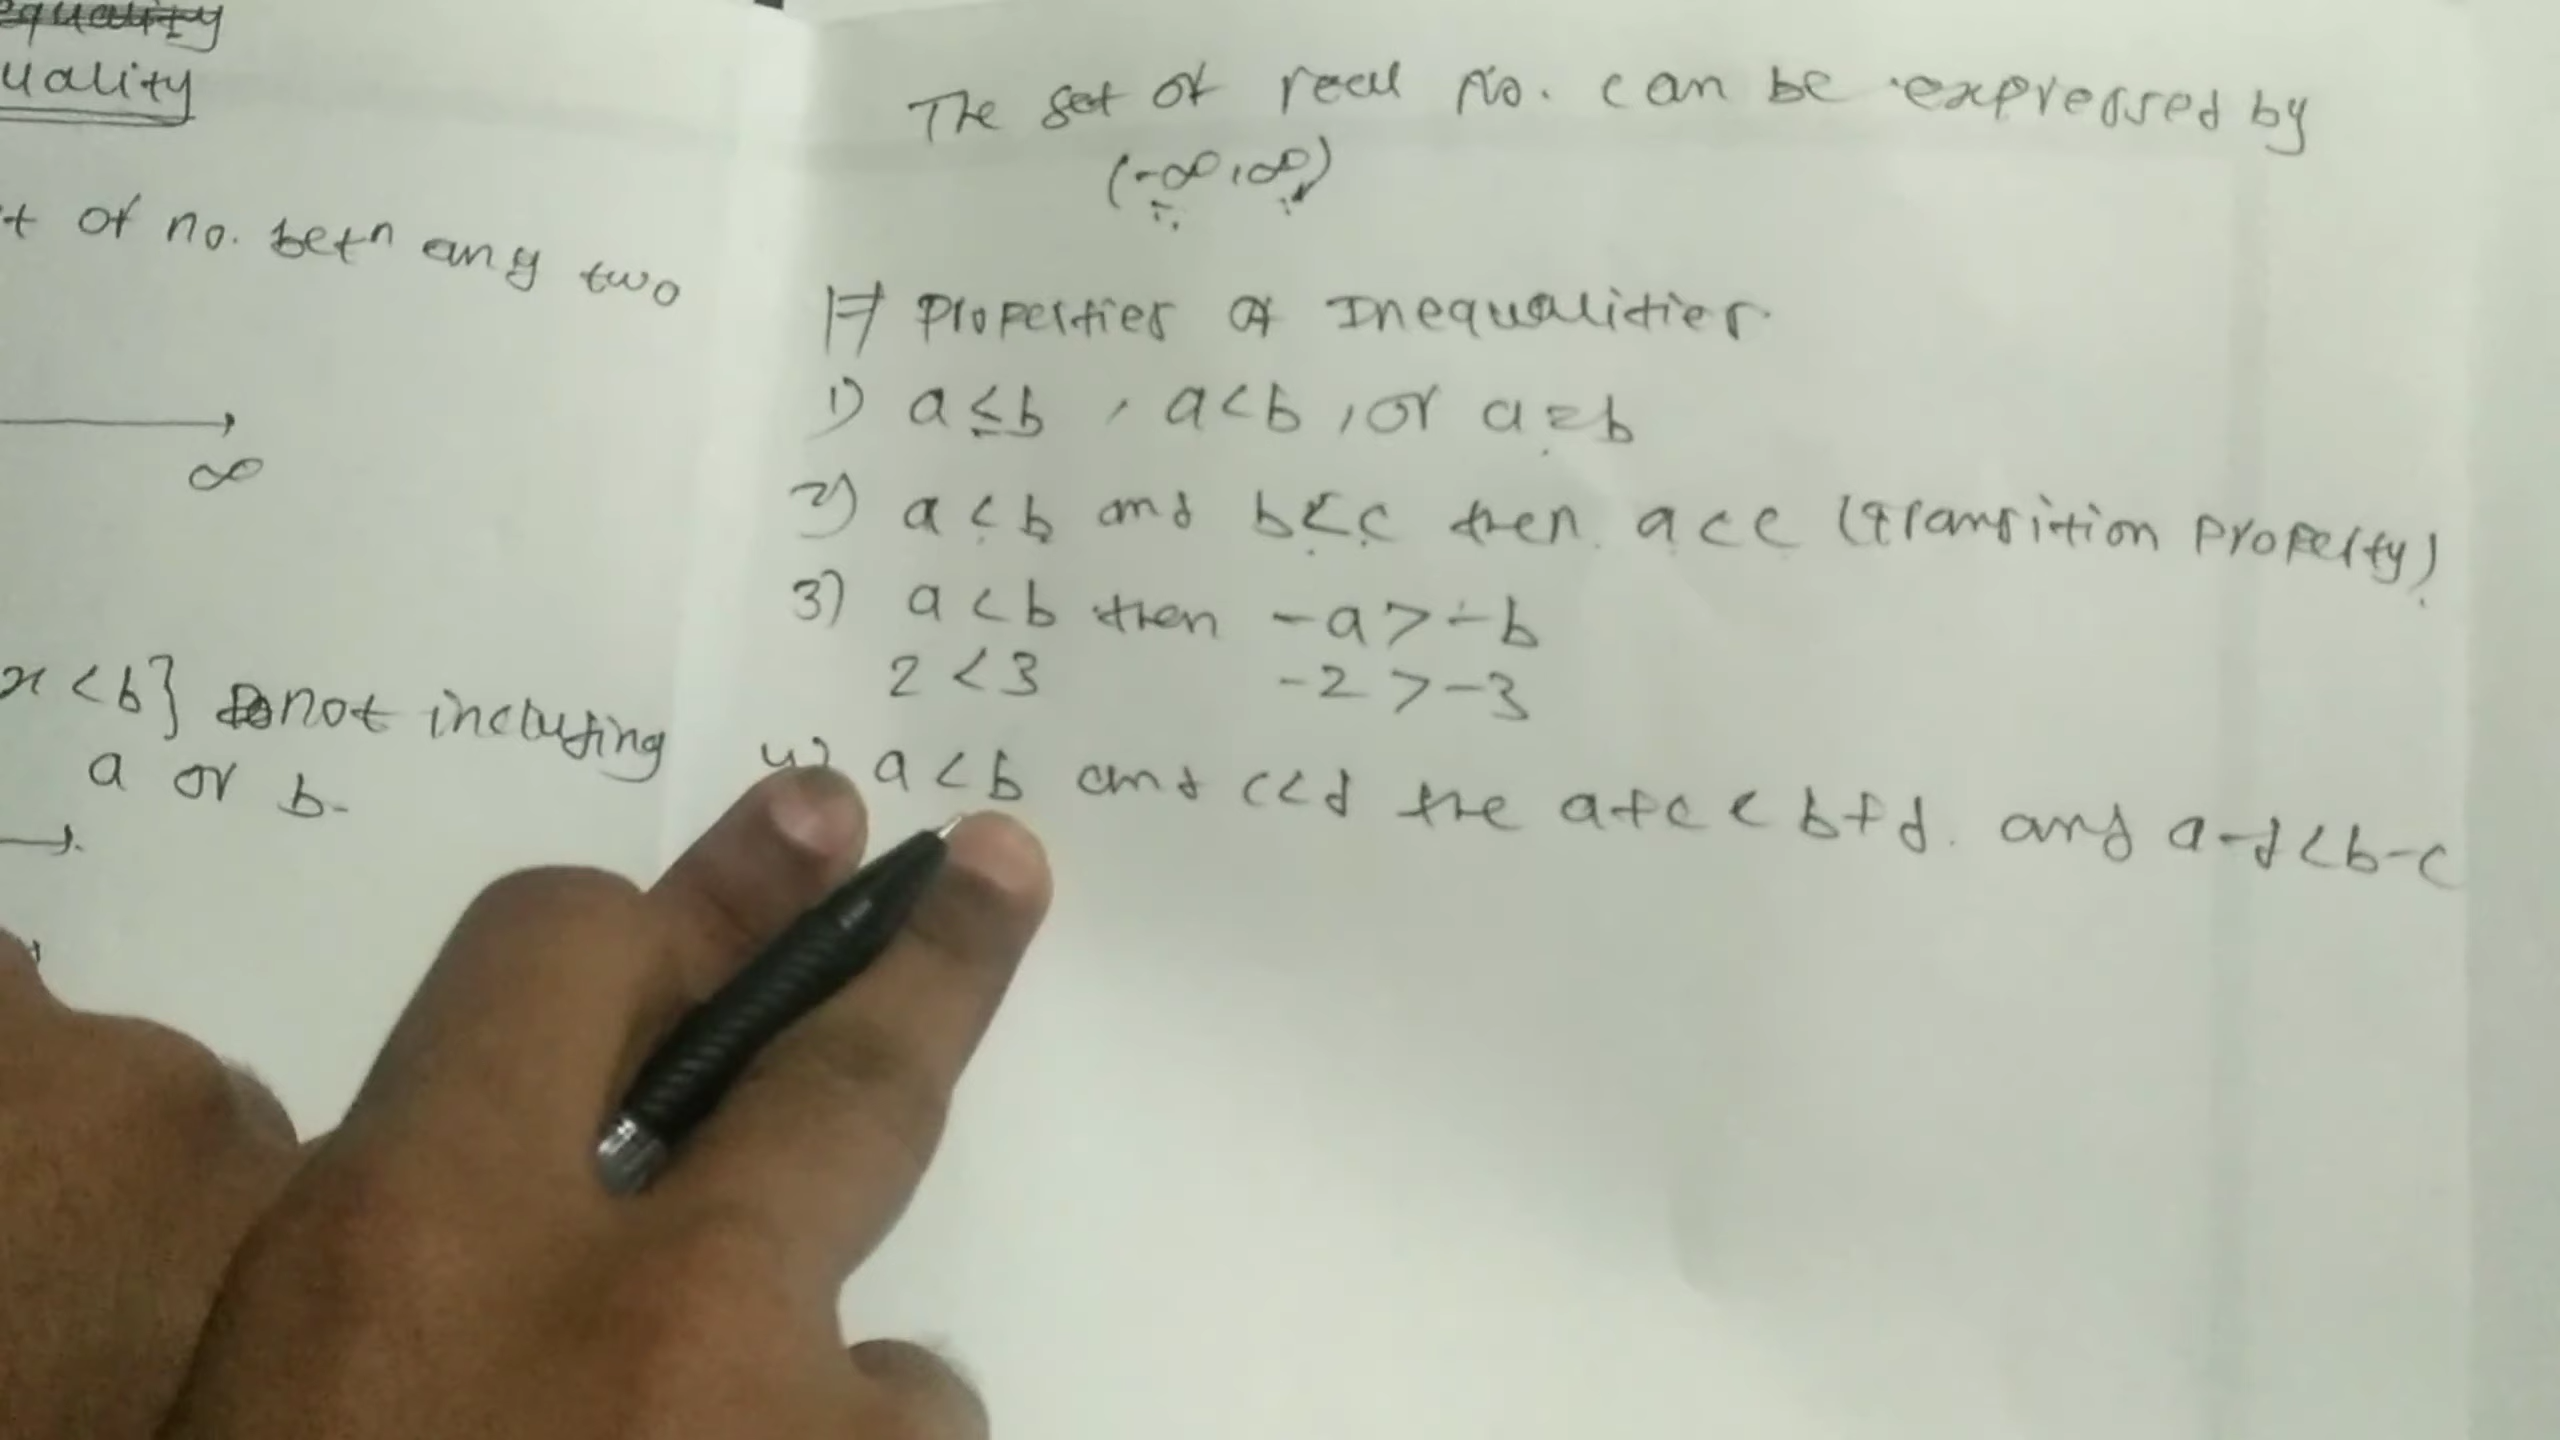 uality
t of no. betn any two
∞
x < b} not including
a or b.
The set of real No. can be expressed by
(-∞, ∞)
# Properties of Inequalities.
1) a ≤ b, a < b, or a = b
2) a < b and b < c then a < c (transition property)
3) a < b then -a > -b
2 < 3 -2 > -3
4) a < b and c < d the a + c < b + d. and a - d < b - c